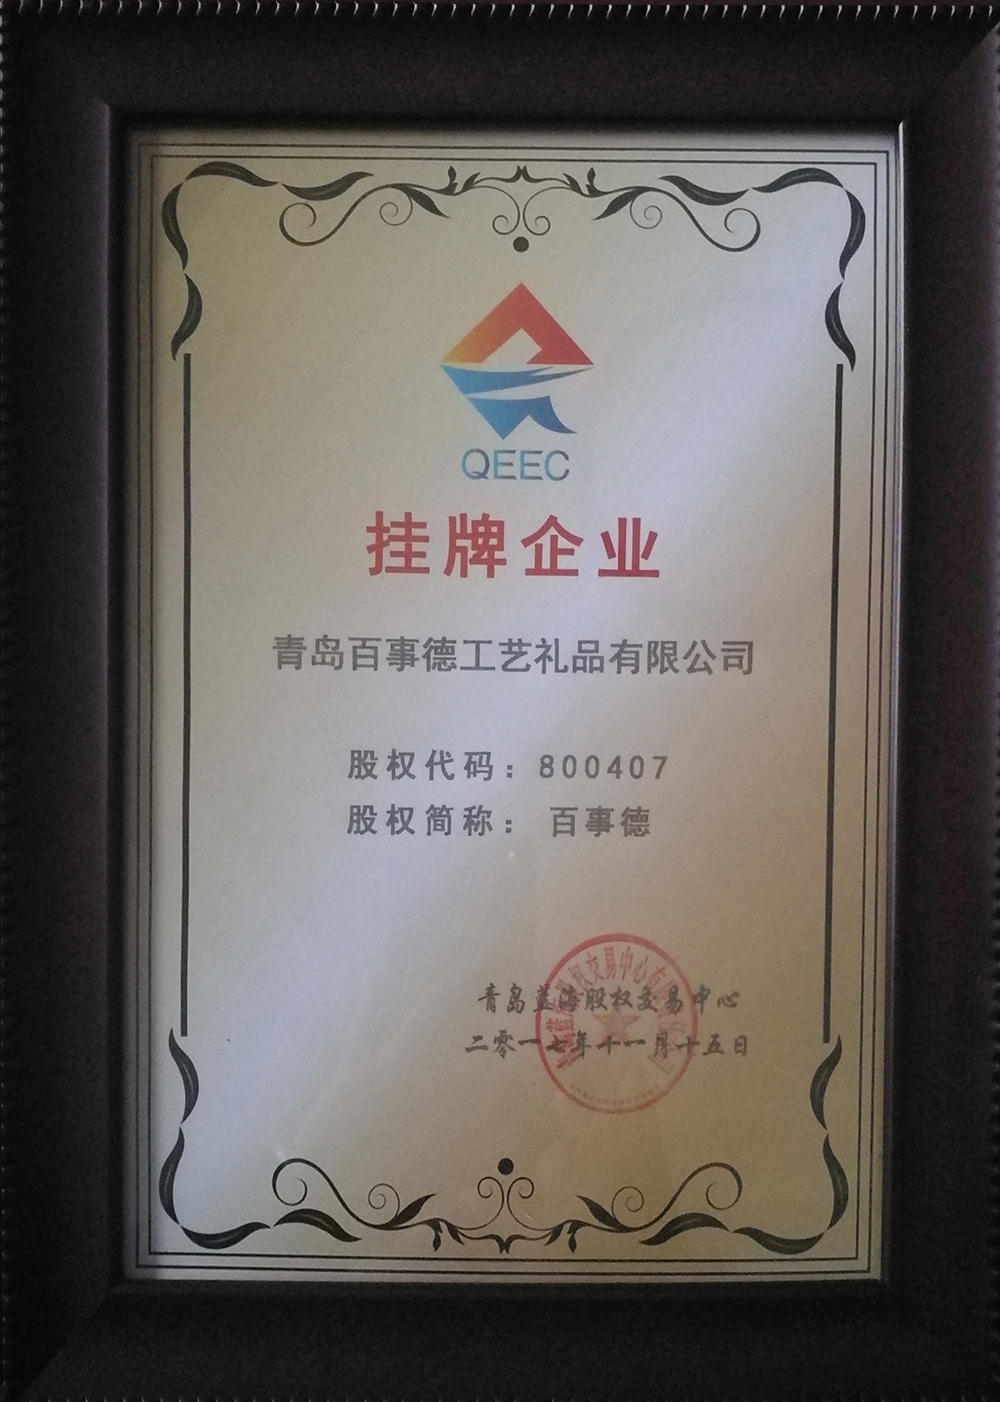 QEEC
挂牌企业
青岛百事德工艺礼品有限公司
股权代码：800407
股权简称： 百事德
青岛蓝海股权交易中心
二零一七年十一月十五日